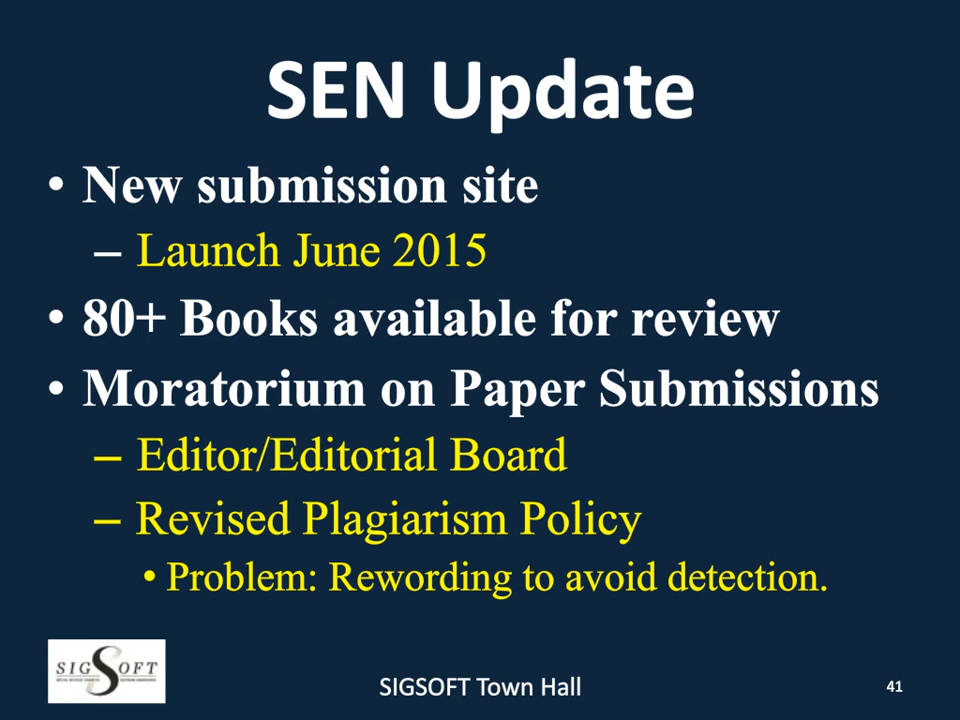 SEN Update
• New submission site
– Launch June 2015
• 80+ Books available for review
• Moratorium on Paper Submissions
– Editor/Editorial Board
– Revised Plagiarism Policy
• Problem: Rewording to avoid detection.
SIGSOFT
SIGSOFT Town Hall
41